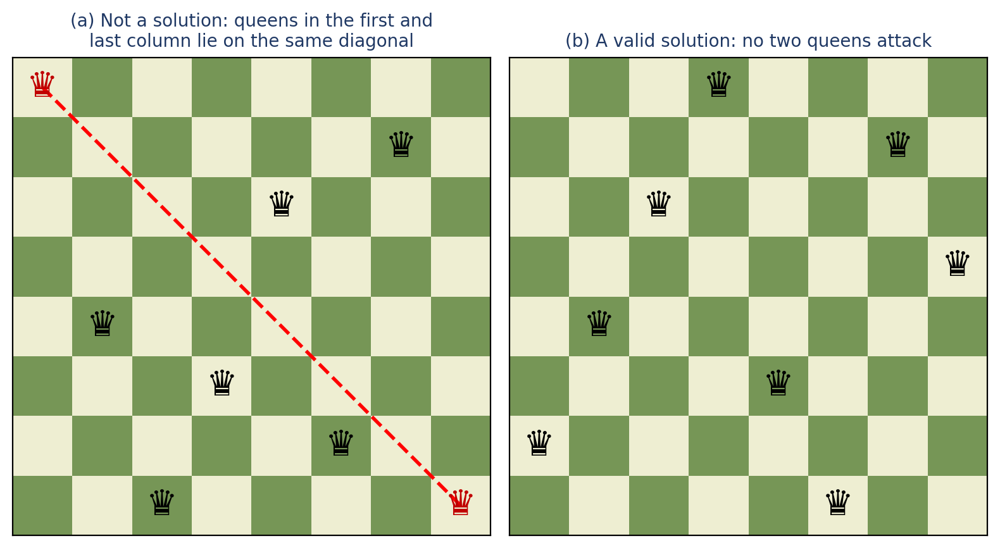 (a) Not a solution: queens in the first and
last column lie on the same diagonal
(b) A valid solution: no two queens attack